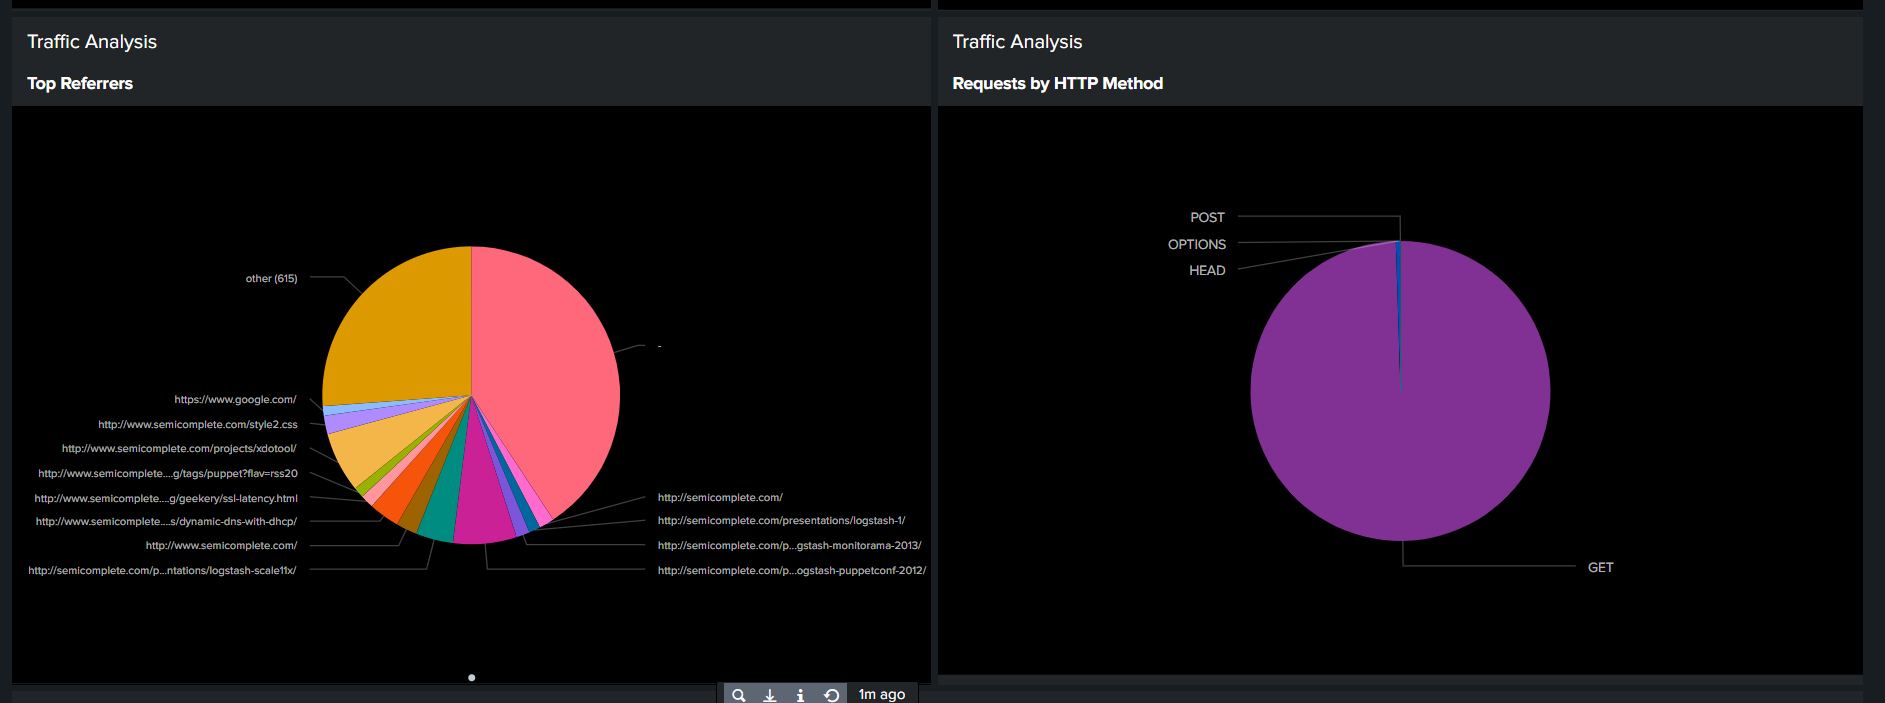 Traffic Analysis
Top Referrers
other (615)
-
https://www.google.com/
http://www.semicomplete.com/style2.css
http://www.semicomplete.com/projects/xdotool/
http://www.semicomplete....g/tags/puppet?flav=rss20
http://www.semicomplete....g/geekery/ssl-latency.html
http://www.semicomplete....s/dynamic-dns-with-dhcp/
http://www.semicomplete.com/
http://semicomplete.com/p...ntations/logstash-scale11x/
http://semicomplete.com/
http://semicomplete.com/presentations/logstash-1/
http://semicomplete.com/p...gstash-monitorama-2013/
http://semicomplete.com/p...ogstash-puppetconf-2012/
Traffic Analysis
Requests by HTTP Method
POST
OPTIONS
HEAD
GET
1m ago